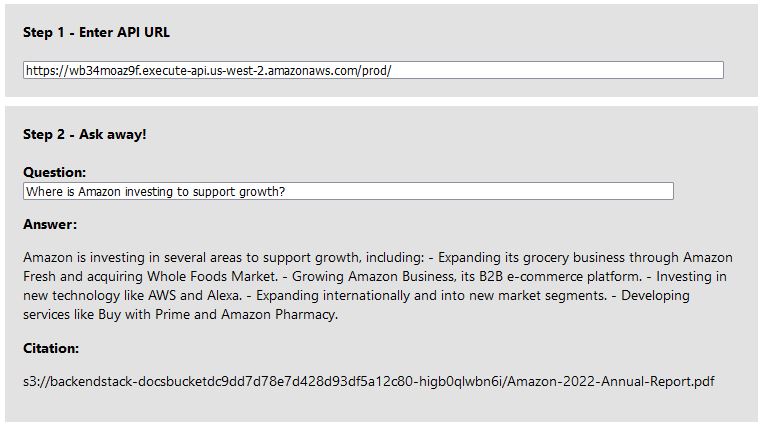 Step 1 - Enter API URL
https://wb34moaz9f.execute-api.us-west-2.amazonaws.com/prod/
Step 2 - Ask away!
Question:
Where is Amazon investing to support growth?
Answer:
Amazon is investing in several areas to support growth, including: - Expanding its grocery business through Amazon
Fresh and acquiring Whole Foods Market. - Growing Amazon Business, its B2B e-commerce platform. - Investing in
new technology like AWS and Alexa. - Expanding internationally and into new market segments. - Developing
services like Buy with Prime and Amazon Pharmacy.
Citation:
s3://backendstack-docsbucketdc9dd7d78e7d428d93df5a12c80-higb0qlwbn6i/Amazon-2022-Annual-Report.pdf